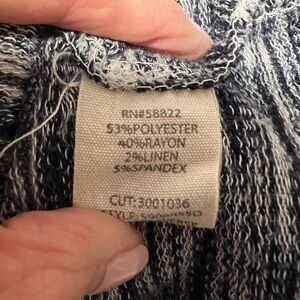 RN#58822
53%POLYESTER
40%RAYON
2%LINEN
5%SPANDEX
CUT:3001036